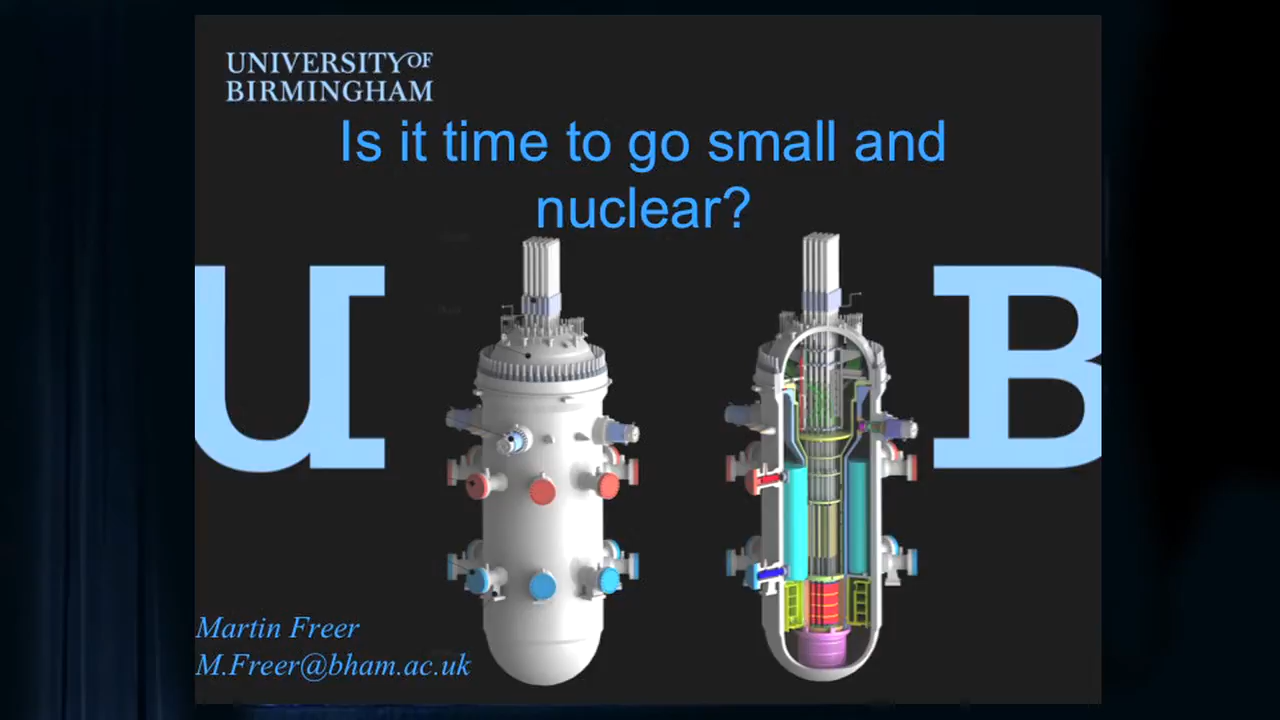 UNIVERSITY OF
BIRMINGHAM
Is it time to go small and
nuclear?
U B
Martin Freer
M.Freer@bham.ac.uk